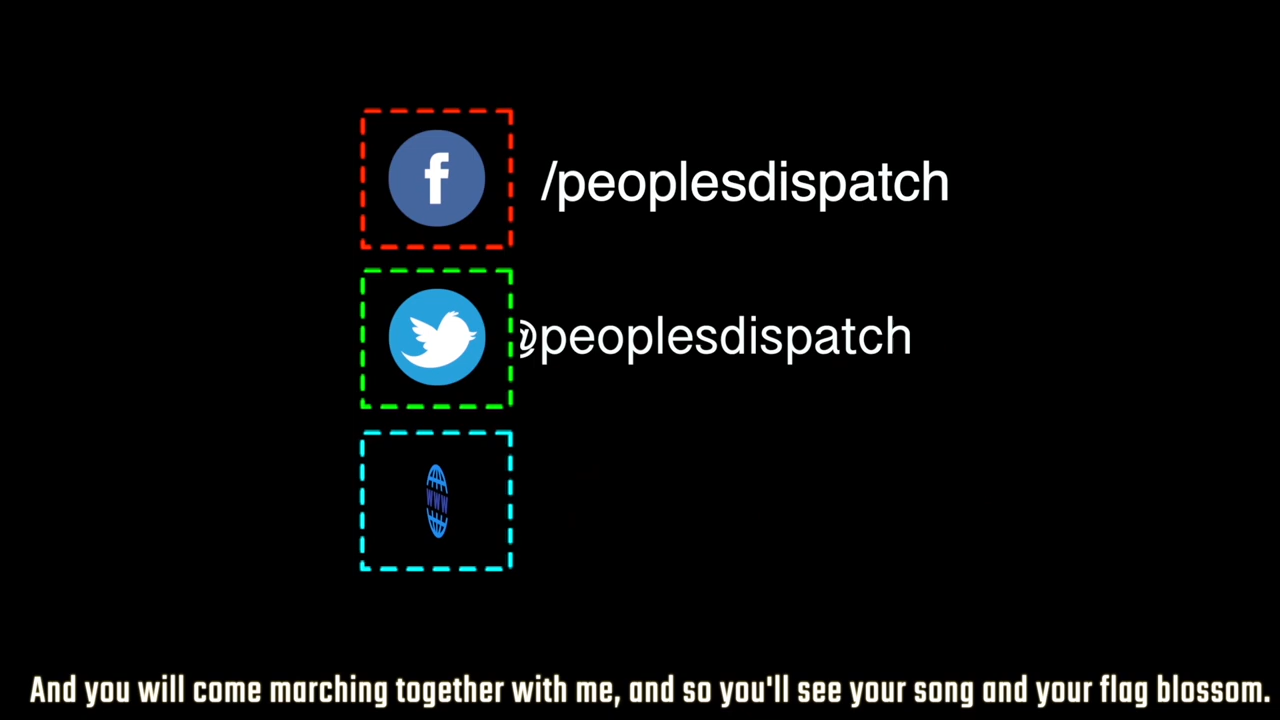 f
/peoplesdispatch
@peoplesdispatch
WWW
And you will come marching together with me, and so you'll see your song and your flag blossom.